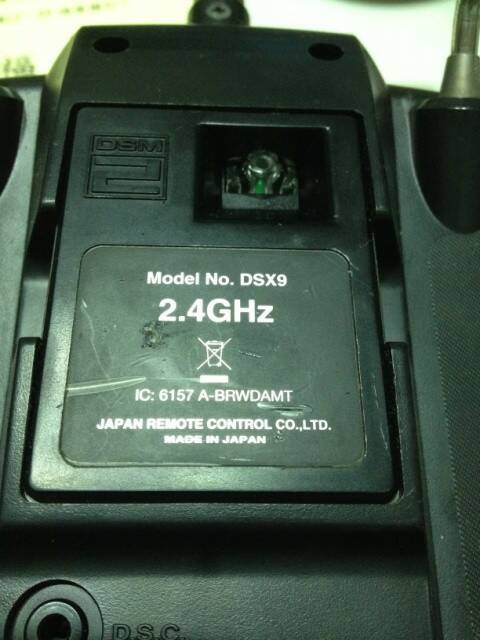 DSM
2
Model No. DSX9
2.4GHz
IC: 6157 A-BRWDAMT
JAPAN REMOTE CONTROL CO.,LTD.
MADE IN JAPAN
D.S.C.